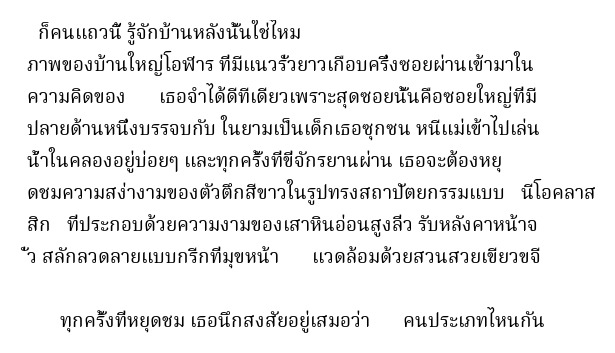 ก็คนแถวนี้ รู้จักบ้านหลังนั้นใช่ไหม
ภาพของบ้านใหญ่โอฬาร ที่มีแนวรั้วยาวเกือบครึ่งซอยผ่านเข้ามาใน
ความคิดของ เธอจำได้ดีทีเดียวเพราะสุดซอยนั้นคือซอยใหญ่ที่มี
ปลายด้านหนึ่งบรรจบกับ ในยามเป็นเด็กเธอซุกซน หนีแม่เข้าไปเล่น
น้ำในคลองอยู่บ่อยๆ และทุกครั้งที่ขี่จักรยานผ่าน เธอจะต้องหยุ
ดชมความสง่างามของตัวตึกสีขาวในรูปทรงสถาปัตยกรรมแบบ นีโอคลาส
สิก ที่ประกอบด้วยความงามของเสาหินอ่อนสูงลิ่ว รับหลังคาหน้าจ
ั่ว สลักลวดลายแบบกรีกที่มุขหน้า แวดล้อมด้วยสวนสวยเขียวขจี
ทุกครั้งที่หยุดชม เธอนึกสงสัยอยู่เสมอว่า คนประเภทไหนกัน